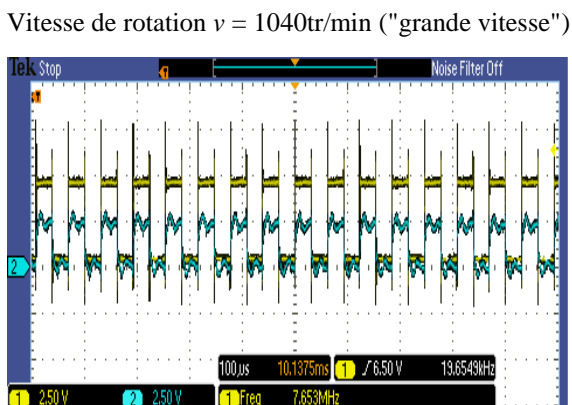 Vitesse de rotation v = 1040tr/min ("grande vitesse")
Tek Stop
Noise Filter Off
2
100µs 10.1375ms 1 ƒ 6.50 V 19.6549kHz
1 2.50 V 2 2.50 V 1 Freq 7.653MHz